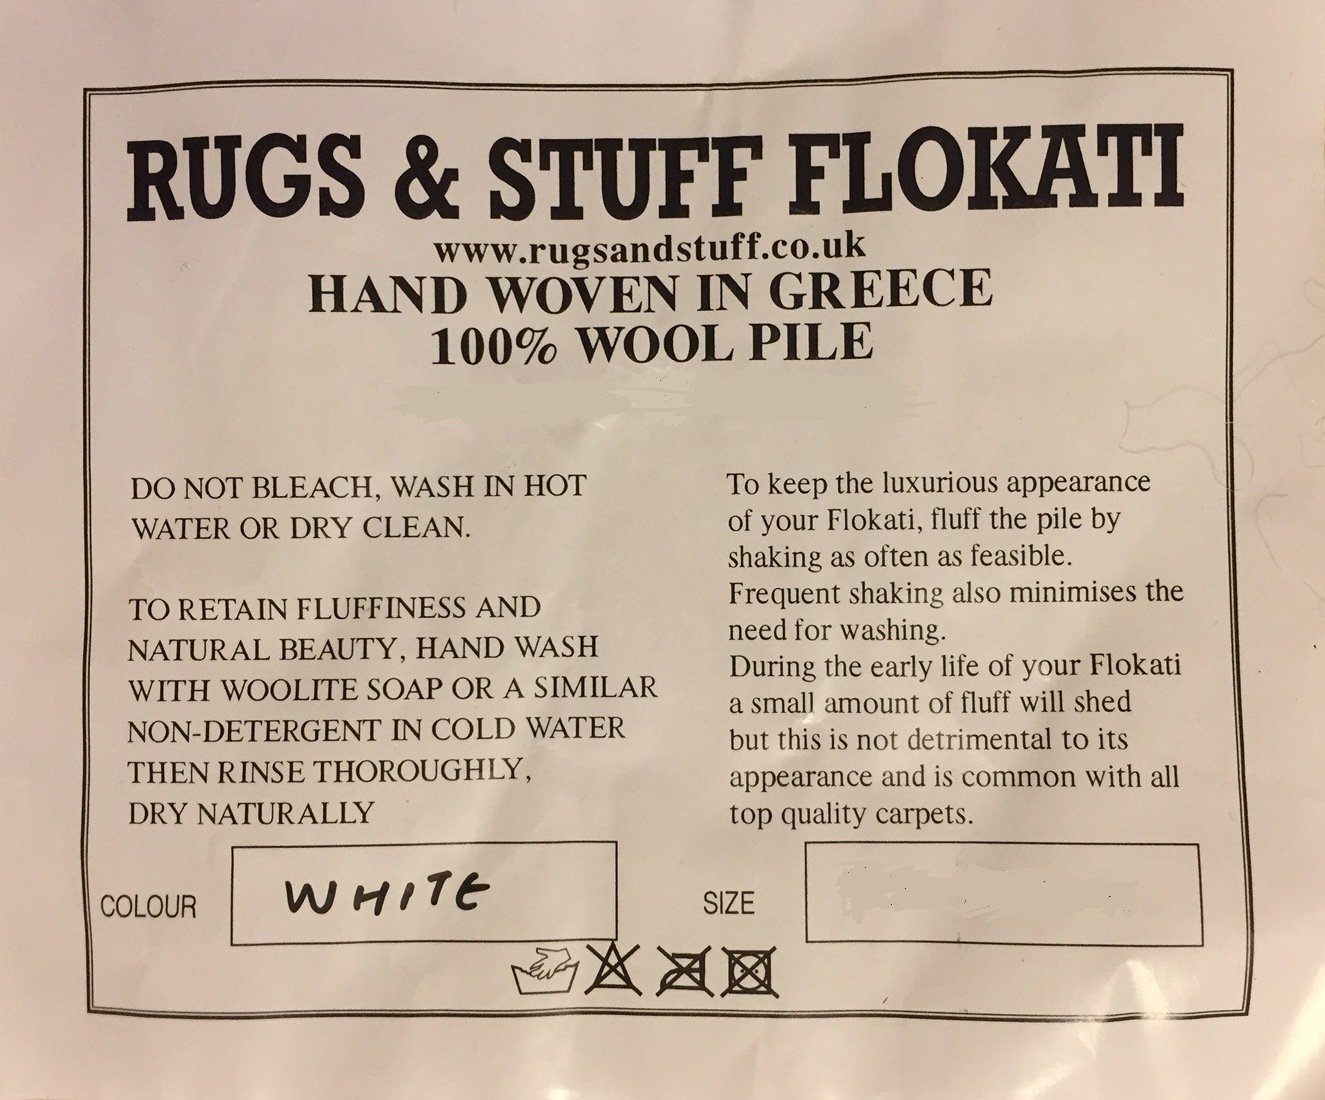 RUGS & STUFF FLOKATI
www.rugsandstuff.co.uk
HAND WOVEN IN GREECE
100% WOOL PILE
DO NOT BLEACH, WASH IN HOT
WATER OR DRY CLEAN.
TO RETAIN FLUFFINESS AND
NATURAL BEAUTY, HAND WASH
WITH WOOLITE SOAP OR A SIMILAR
NON-DETERGENT IN COLD WATER
THEN RINSE THOROUGHLY,
DRY NATURALLY
To keep the luxurious appearance
of your Flokati, fluff the pile by
shaking as often as feasible.
Frequent shaking also minimises the
need for washing.
During the early life of your Flokati
a small amount of fluff will shed
but this is not detrimental to its
appearance and is common with all
top quality carpets.
COLOUR WHITE
SIZE